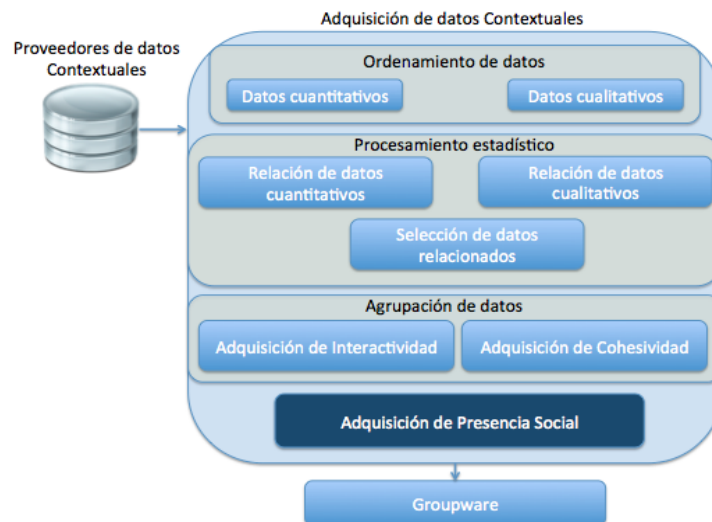 Adquisición de datos Contextuales
Proveedores de datos
Contextuales
Ordenamiento de datos
Datos cuantitativos
Datos cualitativos
Procesamiento estadístico
Relación de datos
cuantitativos
Relación de datos
cualitativos
Selección de datos
relacionados
Agrupación de datos
Adquisición de Interactividad
Adquisición de Cohesividad
Adquisición de Presencia Social
Groupware